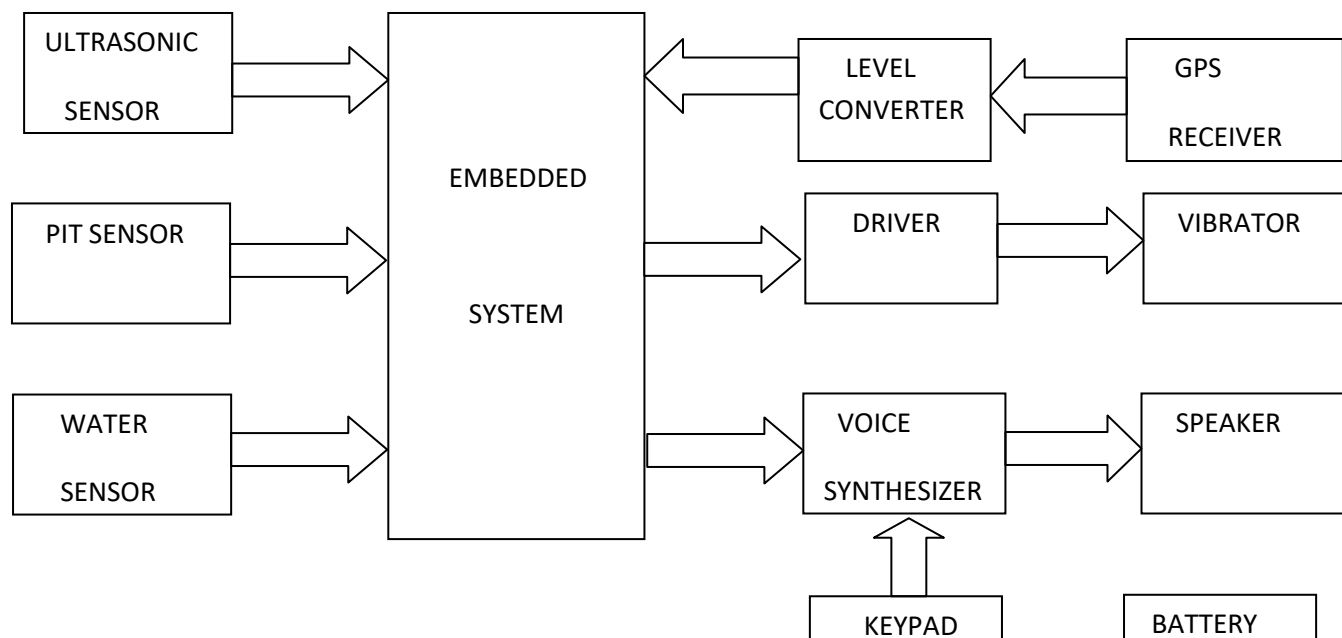 ULTRASONIC
SENSOR
PIT SENSOR
WATER
SENSOR
EMBEDDED
SYSTEM
LEVEL
CONVERTER
GPS
RECEIVER
DRIVER
VIBRATOR
VOICE
SYNTHESIZER
SPEAKER
KEYPAD
BATTERY